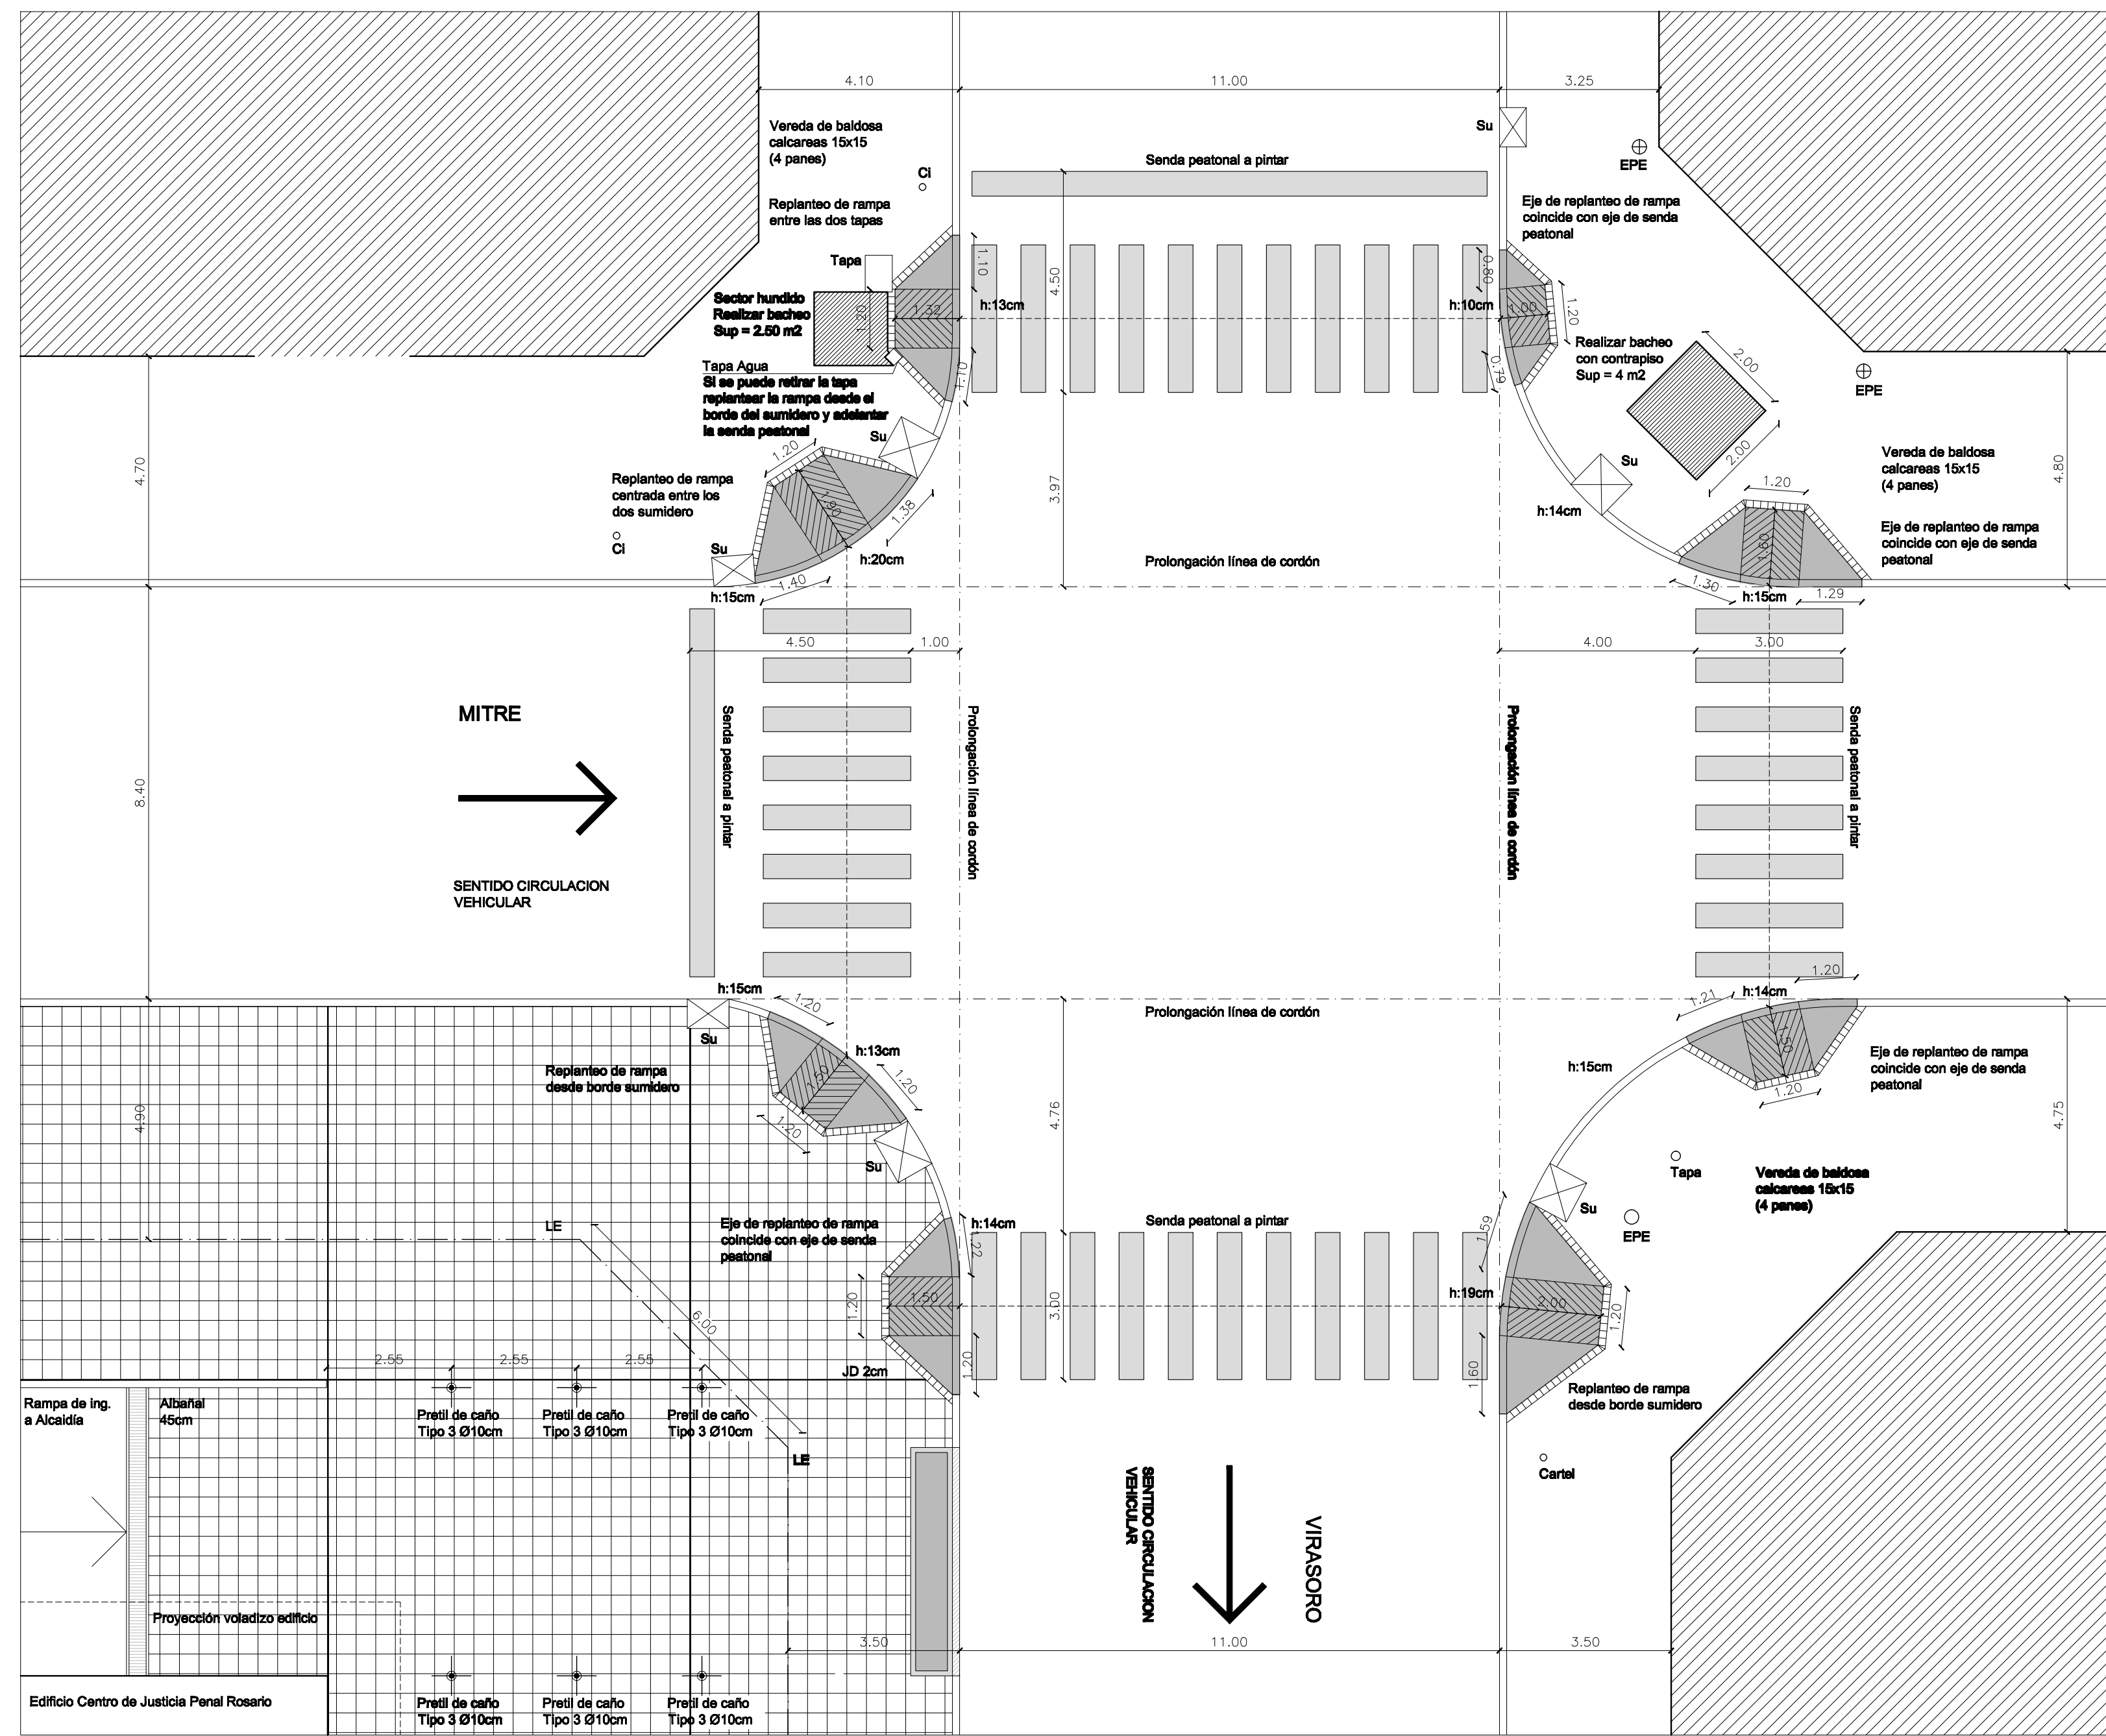 4.10
11.00
3.25
Vereda de baldosa
calcareas 15x15
(4 panes)
Ci
Replanteo de rampa
entre las dos tapas
Senda peatonal a pintar
Su
EPE
Eje de replanteo de rampa
coincide con eje de senda
peatonal
Tapa
1.10
4.50
0.80
Sector hundido
Realizar bacheo
Sup = 2.50 m2
1.20
1.32
h:13cm
h:10cm
1.00
1.20
Realizar bacheo
con contrapiso
Sup = 4 m2
2.00
2.00
EPE
Tapa Agua
Si se puede retirar la tapa
replantear la rampa desde el
borde del sumidero y adelantar
la senda peatonal
1.10
0.79
Su
1.20
4.70
Replanteo de rampa
centrada entre los
dos sumidero
Ci
1.90
1.38
3.97
Su
h:14cm
Vereda de baldosa
calcareas 15x15
(4 panes)
4.80
1.20
Eje de replanteo de rampa
coincide con eje de senda
peatonal
1.60
Su
h:20cm
1.40
h:15cm
Prolongación línea de cordón
1.30
h:15cm
1.29
4.50
1.00
4.00
3.00
MITRE
Senda peatonal a pintar
Prolongación línea de cordón
Prolongación línea de cordón
Senda peatonal a pintar
8.40
SENTIDO CIRCULACION
VEHICULAR
h:15cm
1.20
Prolongación línea de cordón
1.21
h:14cm
1.20
Su
h:13cm
Replanteo de rampa
desde borde sumidero
1.50
1.20
1.20
4.90
4.76
h:15cm
1.50
1.20
Eje de replanteo de rampa
coincide con eje de senda
peatonal
4.75
Su
Tapa
Vereda de baldosa
calcareas 15x15
(4 panes)
LE
Eje de replanteo de rampa
coincide con eje de senda
peatonal
h:14cm
1.22
Senda peatonal a pintar
1.59
Su
EPE
1.20
1.50
3.00
h:19cm
2.00
1.20
6.00
2.55
2.55
2.55
JD 2cm
1.20
1.60
Replanteo de rampa
desde borde sumidero
Rampa de ing.
a Alcaidía
Albañal
45cm
Pretil de caño
Tipo 3 Ø10cm
Pretil de caño
Tipo 3 Ø10cm
Pretil de caño
Tipo 3 Ø10cm
LE
Cartel
SENTIDO CIRCULACION
VEHICULAR
VIRASORO
Proyección voladizo edificio
3.50
11.00
3.50
Edificio Centro de Justicia Penal Rosario
Pretil de caño
Tipo 3 Ø10cm
Pretil de caño
Tipo 3 Ø10cm
Pretil de caño
Tipo 3 Ø10cm